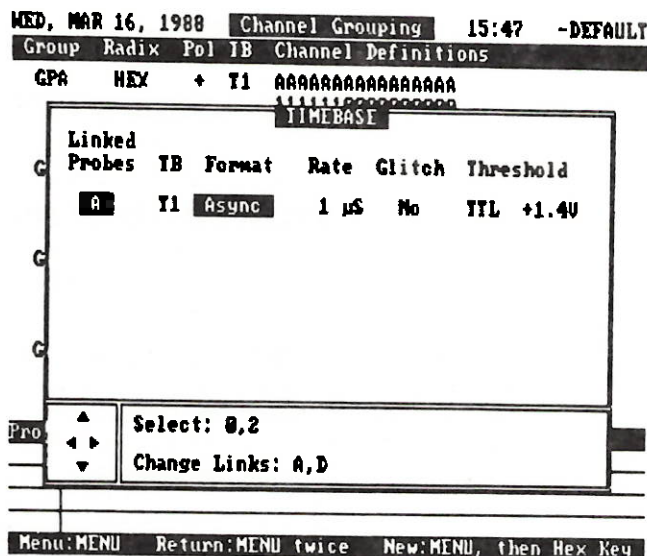 WED, MAR 16, 1988 Channel Grouping 15:47 -DEFAULT
Group Radix Pol TB Channel Definitions
GPA HEX + T1 AAAAAAAAAAAAAAAA
TIMEBASE
Linked
G Probes TB Format Rate Glitch Threshold
A T1 Async 1 µS No TTL +1.4V
G
G
Pro
Select: 0,2
Change Links: A,D
Menu:MENU Return:MENU twice New:MENU, then Hex Key